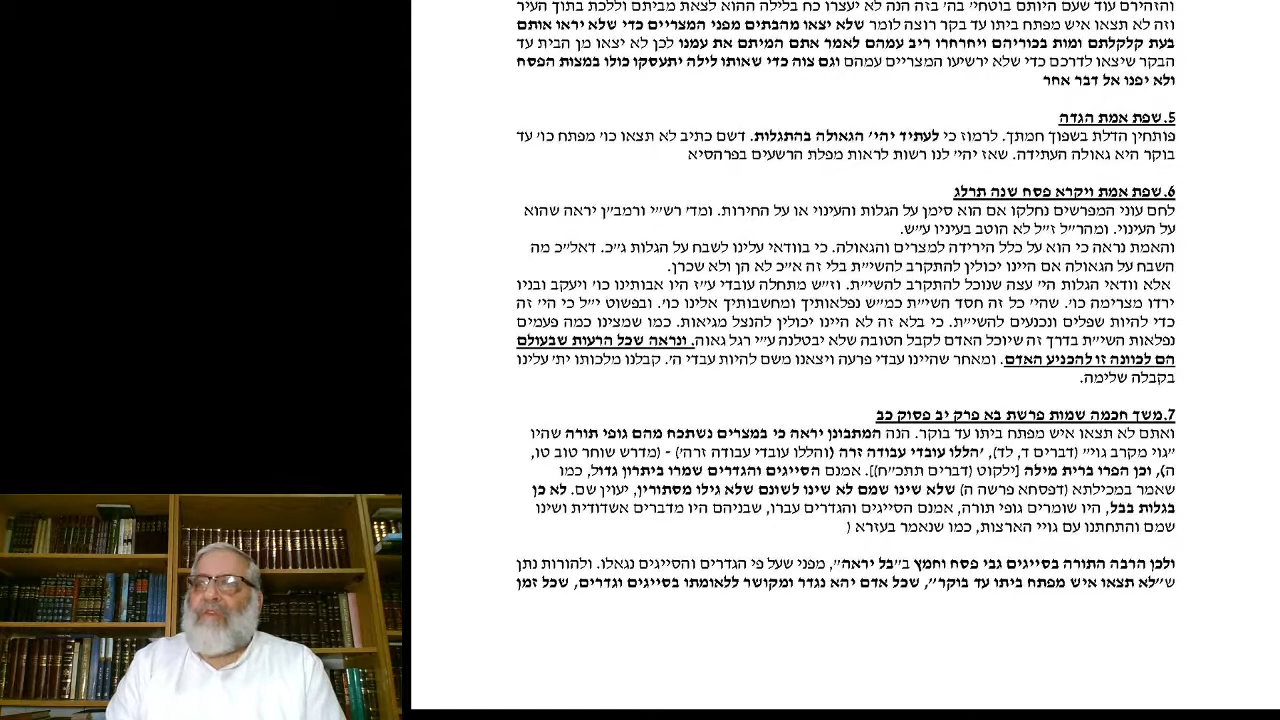 והזהירם עוד שעם היותם בוטחי׳ בה׳ בזה הנה לא יעצרו כח בלילה ההוא לצאת מביתם וללכת בתוך העיר
וזה לא תצאו איש מפתח ביתו עד בקר רוצה לומר שלא יצאו מהבתים מפני המצריים כדי שלא יראו אותם
בעת קלקלתם ומות בכוריהם ויחרחרו ריב עמהם לאמר אתם המיתם את עמנו לכן לא יצאו מן הבית עד
הבקר שיצאו לדרכם כדי שלא ירשיעו המצריים עמהם וגם צוה כדי שאותו לילה יתעסקו כולו במצות הפסח
ולא יפנו אל דבר אחר
5.שפת אמת הגדה
פותחין הדלת בשפוך חמתך. לרמוז כי לעתיד יהי׳ הגאולה בהתגלות. דשם כתיב לא תצאו כו׳ מפתח כו׳ עד
בוקר היא גאולה העתידה. שאז יהי׳ לנו רשות לראות מפלת הרשעים בפרהסיא
6.שפת אמת ויקרא פסח שנה תרלג
לחם עוני המפרשים נחלקו אם הוא סימן על הגלות והעינוי או על החירות. ומד׳ רש״י ורמב״ן יראה שהוא
על העינוי. ומהר״ל ז״ל לא הוטב בעיניו ע״ש.
והאמת נראה כי הוא על כלל הירידה למצרים והגאולה. כי בוודאי עלינו לשבח על הגלות ג״כ. דאל״כ מה
השבח על הגאולה אם היינו יכולין להתקרב להשי״ת בלי זה א״כ לא הן ולא שכרן.
אלא וודאי הגלות הי׳ עצה שנוכל להתקרב להשי״ת. וז״ש מתחלה עובדי ע״ז היו אבותינו כו׳ ויעקב ובניו
ירדו מצרימה כו׳. שהי׳ כל זה חסד השי״ת כמ״ש נפלאותיך ומחשבותיך אלינו כו׳. ובפשוט י״ל כי הי׳ זה
כדי להיות שפלים ונכנעים להשי״ת. כי בלא זה לא היינו יכולין להנצל מגיאות. כמו שמצינו כמה פעמים
נפלאות השי״ת בדרך זה שיוכל האדם לקבל הטובה שלא יבטלנה ע״י רגל גאוה. ונראה שכל הרעות שבעולם
הם לכוונה זו להכניע האדם. ומאחר שהיינו עבדי פרעה ויצאנו משם להיות עבדי ה׳. קבלנו מלכותו ית׳ עלינו
בקבלה שלימה.
7.משך חכמה שמות פרשת בא פרק יב פסוק כב
ואתם לא תצאו איש מפתח ביתו עד בוקר. הנה המתבונן יראה כי במצרים נשתכח מהם גופי תורה שהיו
״גוי מקרב גוי״ (דברים ד, לד), ׳הללו עובדי עבודה זרה (והללו עובדי עבודה זרה׳) - (מדרש שוחר טוב טו,
ה), וכן הפרו ברית מילה [ילקוט (דברים תתכ״ח)]. אמנם הסייגים והגדרים שמרו ביתרון גדול, כמו
שאמר במכילתא (דפסחא פרשה ה) שלא שינו שמם לא שינו לשונם שלא גילו מסתורין, יעוין שם. לא כן
בגלות בבל, היו שומרים גופי תורה, אמנם הסייגים והגדרים עברו, שבניהם היו מדברים אשדודית ושינו
שמם והתחתנו עם גויי הארצות, כמו שנאמר בעזרא (
ולכן הרבה התורה בסייגים גבי פסח וחמץ ב״בל יראה״, מפני שעל פי הגדרים והסייגים נגאלו. ולהורות נתן
ש״לא תצאו איש מפתח ביתו עד בוקר״, שכל אדם יהא נגדר ומקושר ללאומתו בסייגים וגדרים, שכל זמן